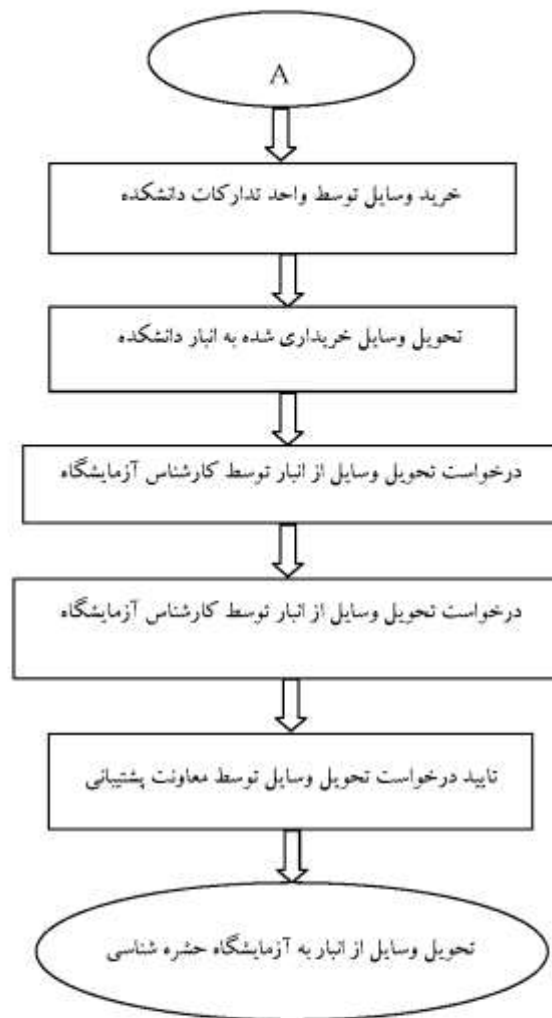 A
خرید وسایل توسط واحد تدارکات دانشکده
تحویل وسایل خریداری شده به انبار دانشکده
درخواست تحویل وسایل از انبار توسط کارشناس آزمایشگاه
درخواست تحویل وسایل از انبار توسط کارشناس آزمایشگاه
تایید درخواست تحویل وسایل توسط معاونت پشتیبانی
تحویل وسایل از انبار به آزمایشگاه حشره شناسی